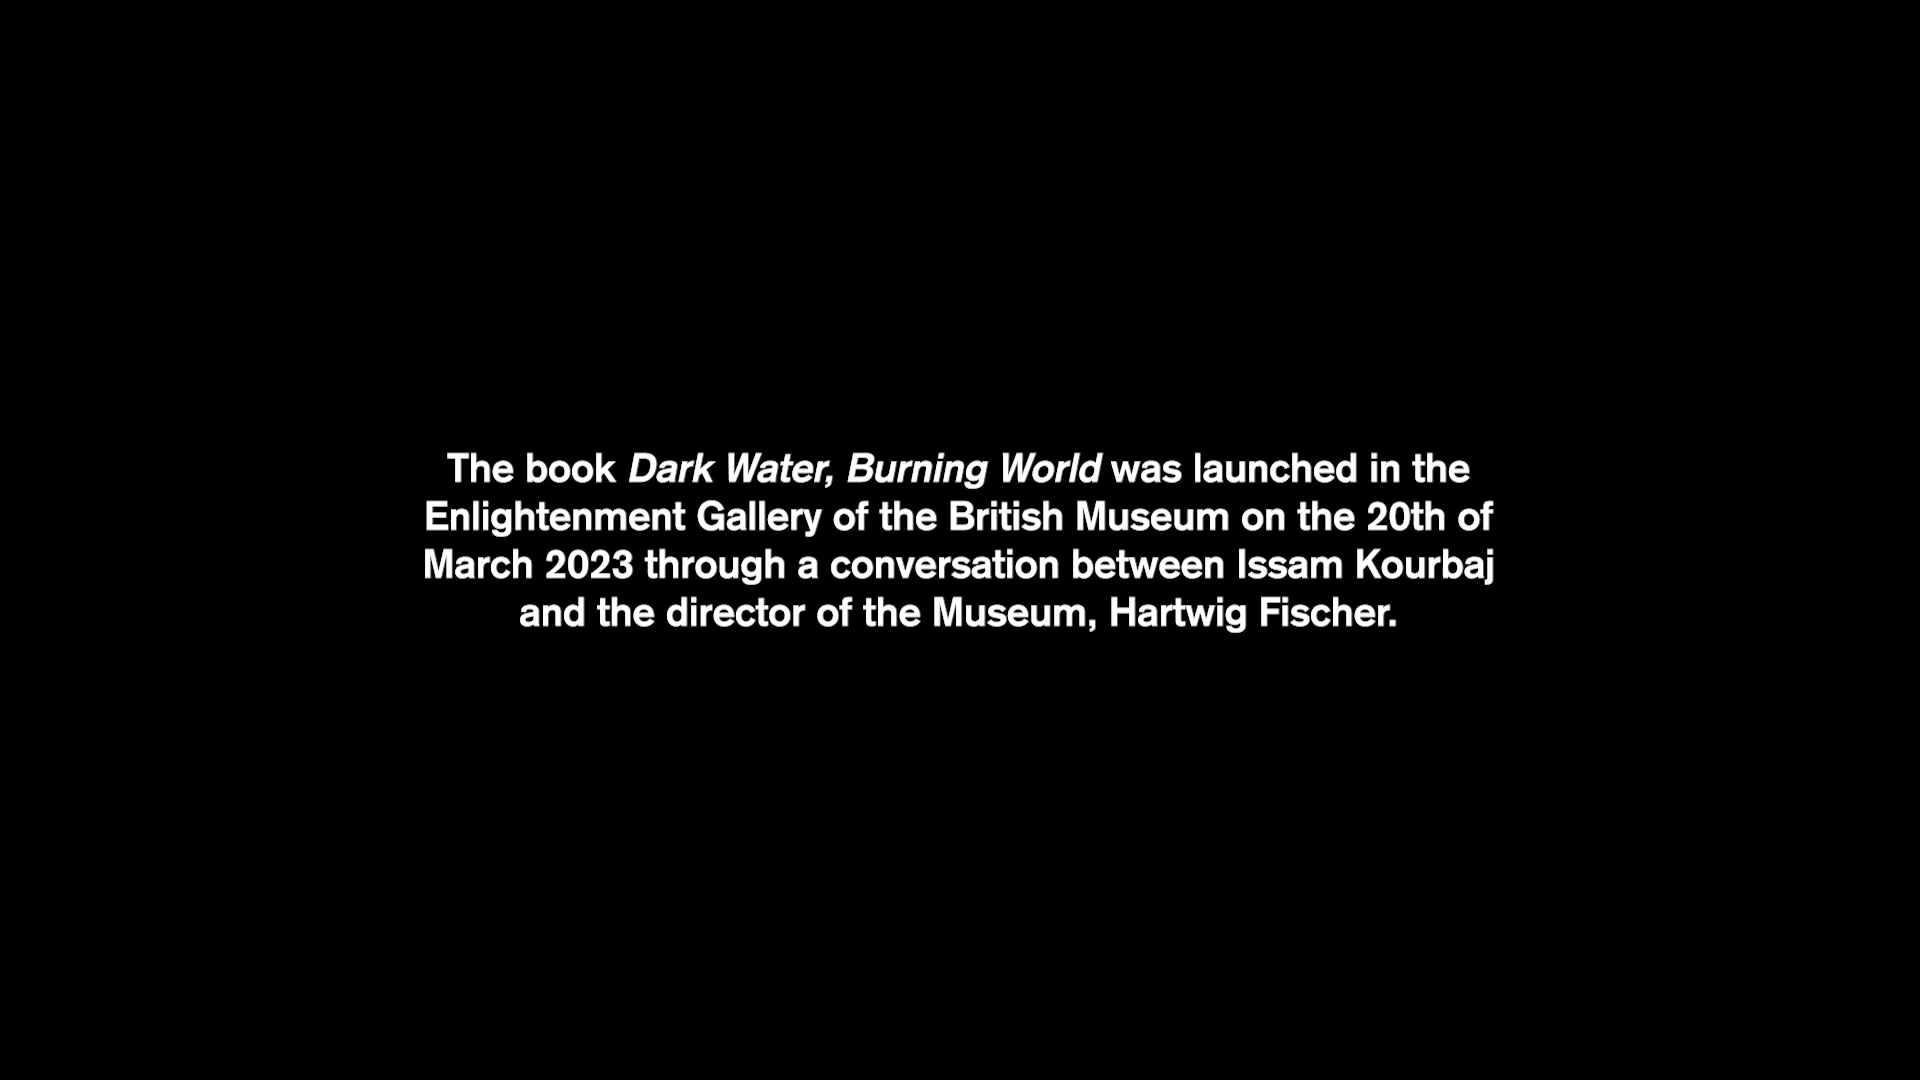 The book Dark Water, Burning World was launched in the
Enlightenment Gallery of the British Museum on the 20th of
March 2023 through a conversation between Issam Kourbaj
and the director of the Museum, Hartwig Fischer.